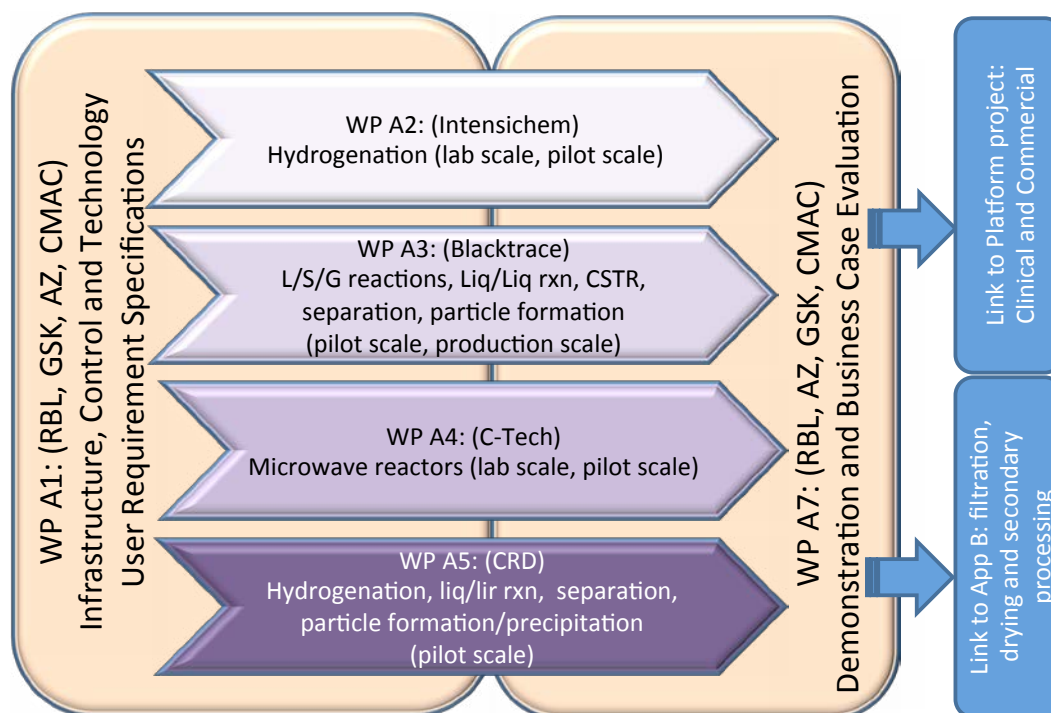 WP A1: (RBL, GSK, AZ, CMAC)
Infrastructure, Control and Technology
User Requirement Specifications
WP A2: (Intensichem)
Hydrogenation (lab scale, pilot scale)
WP A3: (Blacktrace)
L/S/G reactions, Liq/Liq rxn, CSTR,
separation, particle formation
(pilot scale, production scale)
WP A4: (C-Tech)
Microwave reactors (lab scale, pilot scale)
WP A5: (CRD)
Hydrogenation, liq/lir rxn, separation,
particle formation/precipitation
(pilot scale)
WP A7: (RBL, AZ, GSK, CMAC)
Demonstration and Business Case Evaluation
Link to Platform project:
Clinical and Commercial
Link to App B: filtration,
drying and secondary
processing